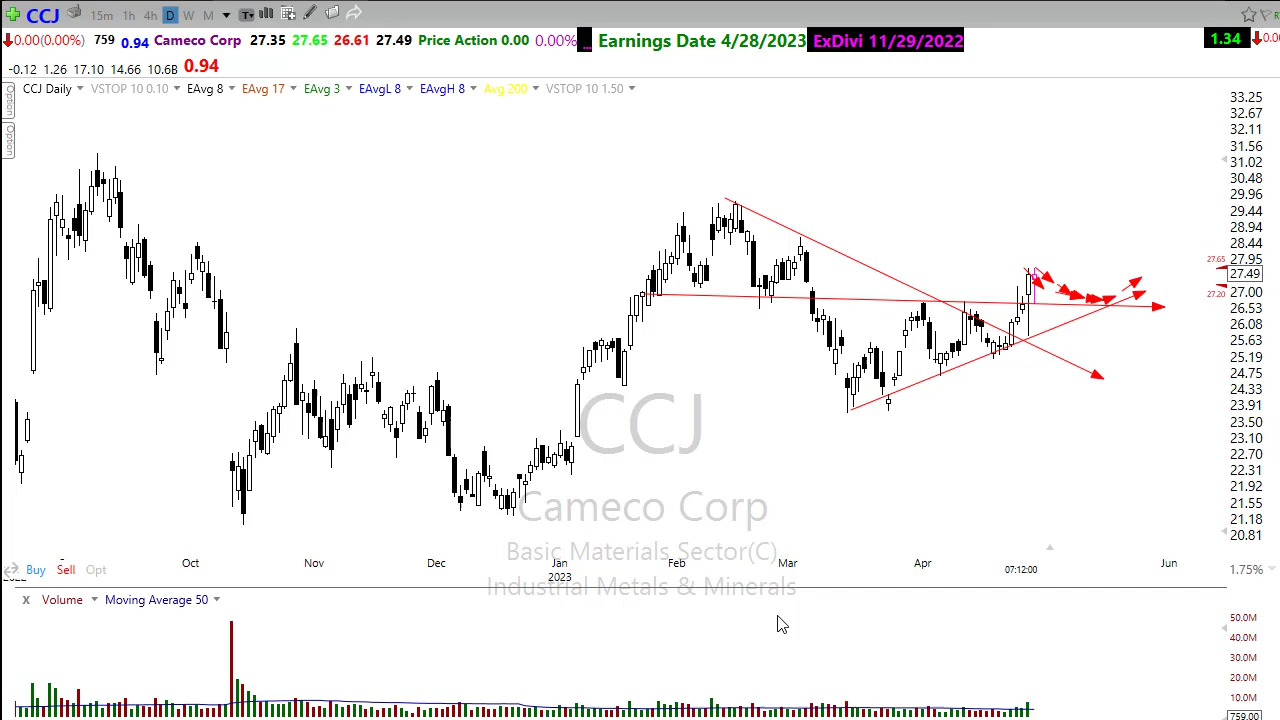 CCJ 15m 1h 4h D W M T
0.00(0.00%) 759 0.94 Cameco Corp 27.35 27.65 26.61 27.49 Price Action 0.00 0.00% ... Earnings Date 4/28/2023 ExDivi 11/29/2022 1.34
-0.12 1.26 17.10 14.66 10.6B 0.94
CCJ Daily VSTOP 10 0.10 EAvg 8 EAvg 17 EAvg 3 EAvgL 8 EAvgH 8 Avg 200 VSTOP 10 1.50
Option
Option
33.25
32.67
32.11
31.56
31.02
30.48
29.96
29.44
28.94
28.44
27.95
27.65
27.49
27.00
27.20
26.53
26.08
25.63
25.19
24.75
24.33
23.91
23.50
23.10
22.70
22.31
21.92
21.55
21.18
20.81
CCJ
Cameco Corp
Basic Materials Sector(C)
Industrial Metals & Minerals
Oct Nov Dec Jan Feb Mar Apr 07:12:00 Jun
2023
Buy Sell Opt 1.75%
X Volume Moving Average 50
50.0M
40.0M
30.0M
20.0M
10.0M
759.00